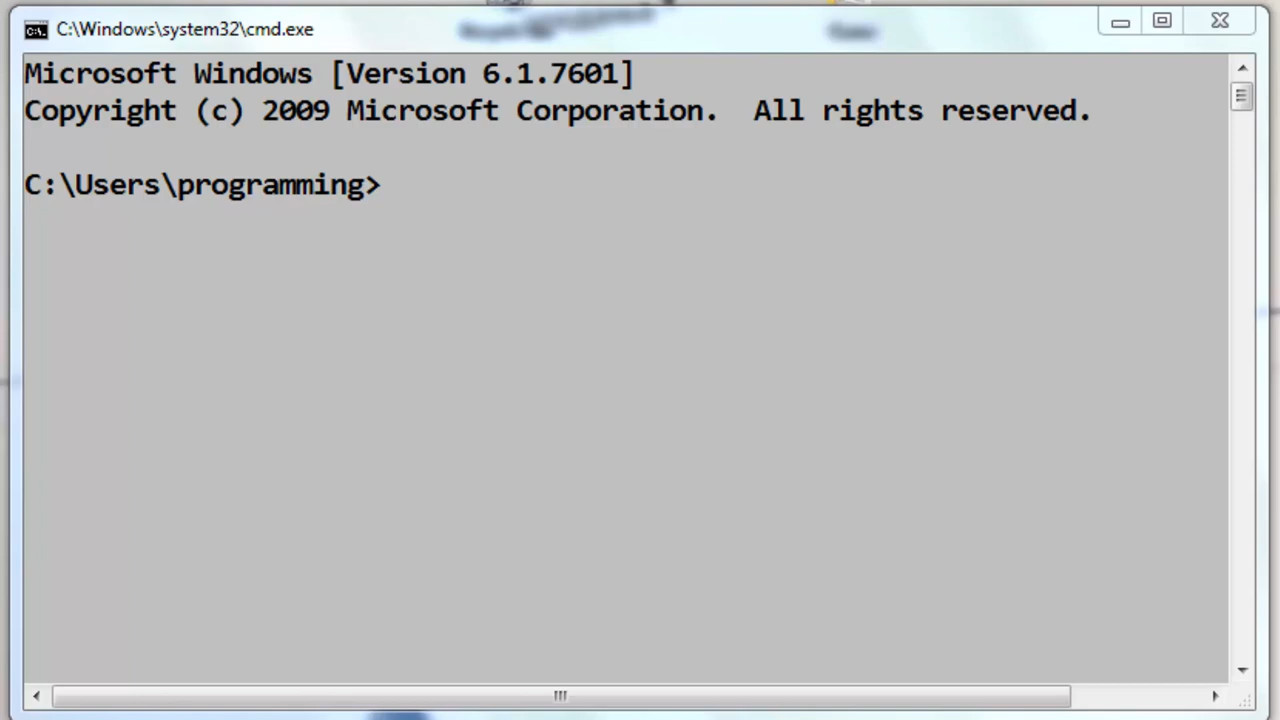 C:\Windows\system32\cmd.exe
Microsoft Windows [Version 6.1.7601]
Copyright (c) 2009 Microsoft Corporation.  All rights reserved.
C:\Users\programming>